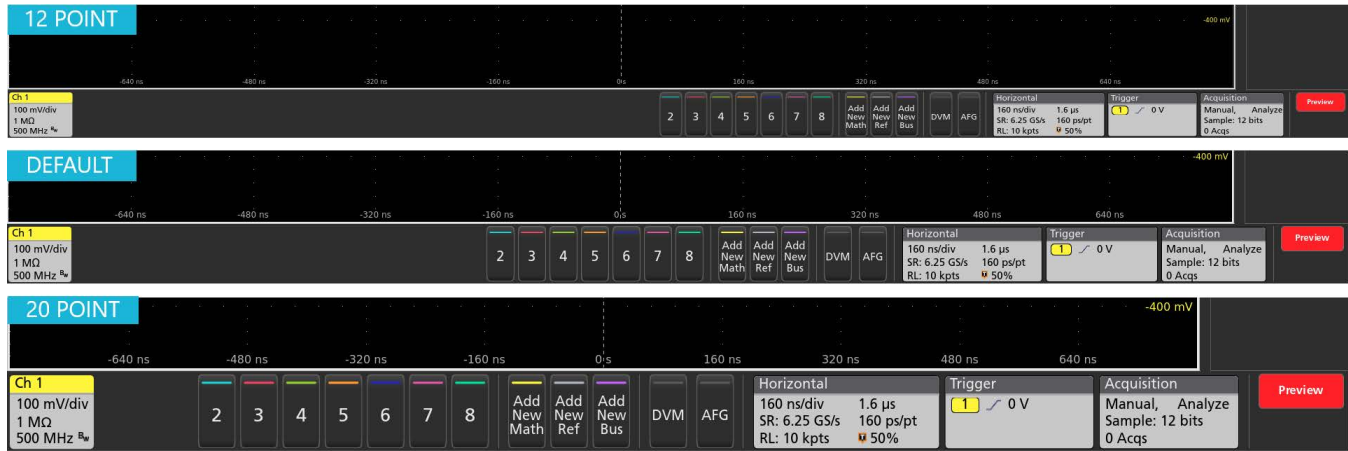 12 POINT
-400 mV
-640 ns -480 ns -320 ns -160 ns 0 s 160 ns 320 ns 480 ns 640 ns
Ch 1
100 mV/div
1 MΩ
500 MHz Bw
2 3 4 5 6 7 8
Add New Math
Add New Ref
Add New Bus
DVM
AFG
Horizontal
160 ns/div 1.6 µs
SR: 6.25 GS/s 160 ps/pt
RL: 10 kpts 50%
Trigger
1 0 V
Acquisition
Manual, Analyze
Sample: 12 bits
0 Acqs
Preview
DEFAULT
-400 mV
-640 ns -480 ns -320 ns -160 ns 0 s 160 ns 320 ns 480 ns 640 ns
Ch 1
100 mV/div
1 MΩ
500 MHz Bw
2 3 4 5 6 7 8
Add New Math
Add New Ref
Add New Bus
DVM
AFG
Horizontal
160 ns/div 1.6 µs
SR: 6.25 GS/s 160 ps/pt
RL: 10 kpts 50%
Trigger
1 0 V
Acquisition
Manual, Analyze
Sample: 12 bits
0 Acqs
Preview
20 POINT
-400 mV
-640 ns -480 ns -320 ns -160 ns 0 s 160 ns 320 ns 480 ns 640 ns
Ch 1
100 mV/div
1 MΩ
500 MHz Bw
2 3 4 5 6 7 8
Add New Math
Add New Ref
Add New Bus
DVM
AFG
Horizontal
160 ns/div 1.6 µs
SR: 6.25 GS/s 160 ps/pt
RL: 10 kpts 50%
Trigger
1 0 V
Acquisition
Manual, Analyze
Sample: 12 bits
0 Acqs
Preview